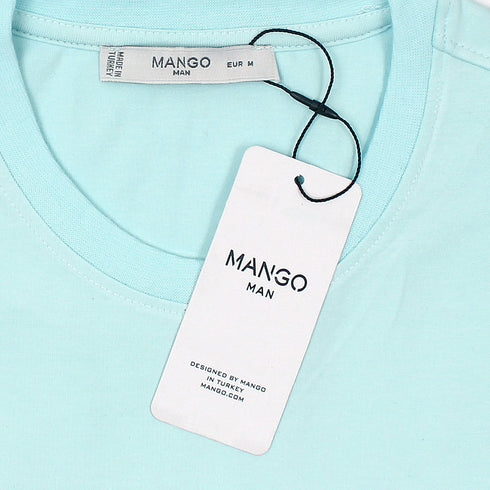 MADE IN
TURKEY
MANGO
MAN
EUR M
MANGO
MAN
DESIGNED BY MANGO
IN TURKEY
MANGO.COM